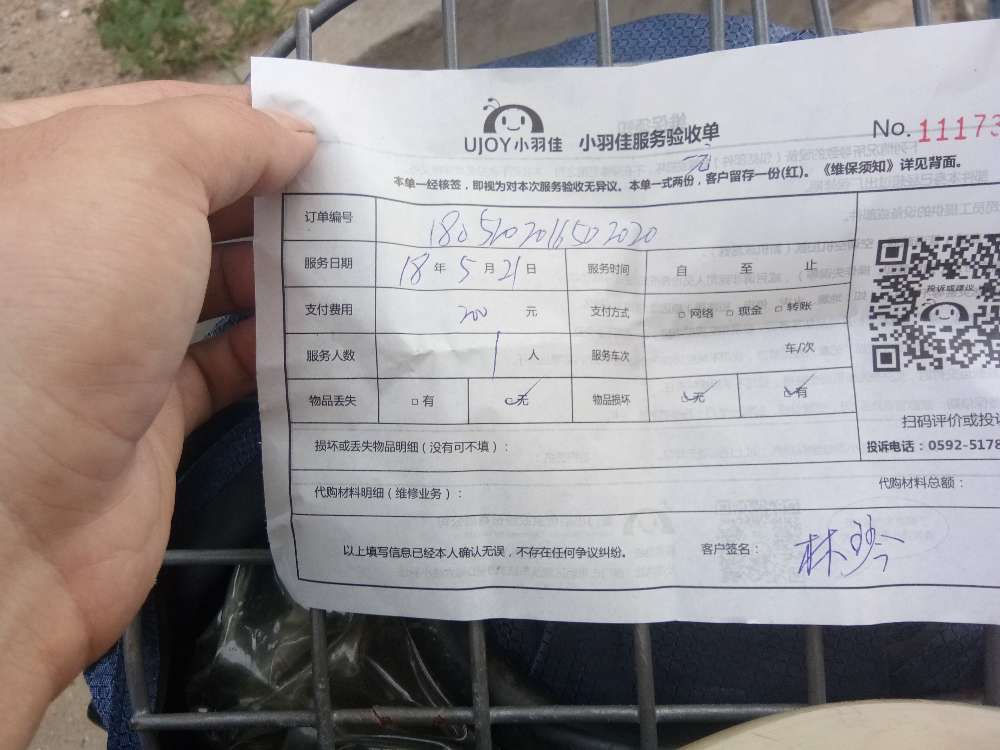 UJOY小羽佳 小羽佳服务验收单
No. 11173
无
本单一经核签，即视为对本次服务验收无异议。本单一式两份，客户留存一份(红)。《维保须知》详见背面。
订单编号 1805202016502020
服务日期 18年5月21日 服务时间 自 至 止
支付费用 200 元 支付方式 □网络 □现金 □转账
服务人数 1 人 服务车次 车/次
物品丢失 □有 ✓无 物品损坏 ✓无 ✓有
损坏或丢失物品明细（没有可不填）：
代购材料明细（维修业务）： 代购材料总额：
以上填写信息已经本人确认无误，不存在任何争议纠纷。 客户签名： 林玲
投诉或建议
扫码评价或投诉
投诉电话：0592-5178